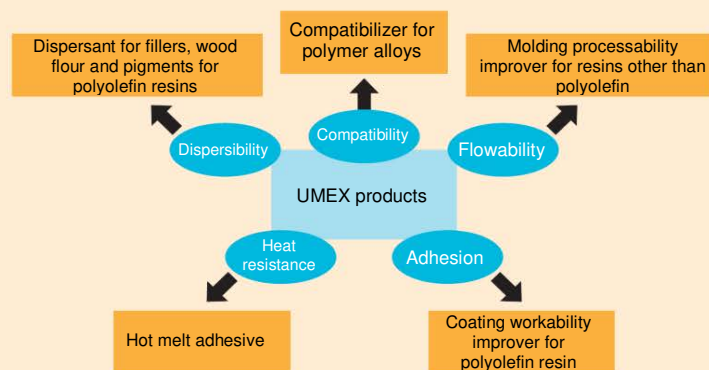 Dispersant for fillers, wood
flour and pigments for
polyolefin resins
Compatibilizer for
polymer alloys
Molding processability
improver for resins other than
polyolefin
Dispersibility
Compatibility
Flowability
UMEX products
Heat
resistance
Adhesion
Hot melt adhesive
Coating workability
improver for
polyolefin resin